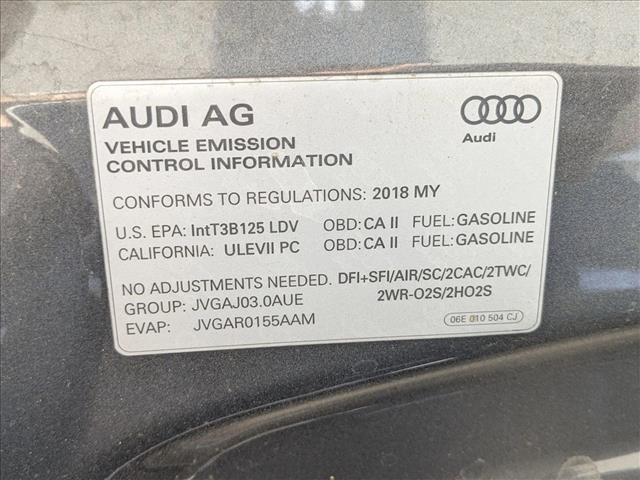 AUDI AG
Audi
VEHICLE EMISSION
CONTROL INFORMATION
CONFORMS TO REGULATIONS: 2018 MY
U.S. EPA: IntT3B125 LDV OBD: CA II FUEL: GASOLINE
CALIFORNIA: ULEVII PC OBD: CA II FUEL: GASOLINE
NO ADJUSTMENTS NEEDED. DFI+SFI/AIR/SC/2CAC/2TWC/
GROUP: JVGAJ03.0AUE 2WR-O2S/2HO2S
EVAP: JVGAR0155AAM
06E 010 504 CJ